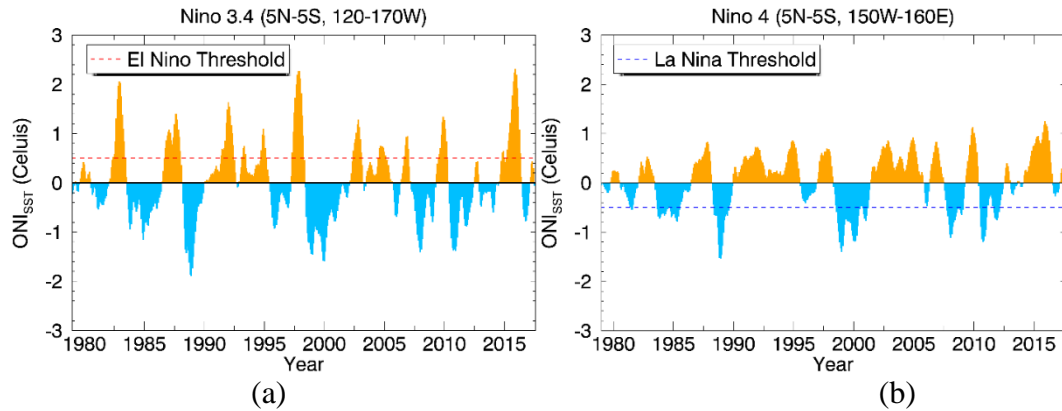 Nino 3.4 (5N-5S, 120-170W)
3
2
1
0
-1
-2
-3
ONI_SST (Celuis)
El Nino Threshold
1980 1985 1990 1995 2000 2005 2010 2015
Year
(a)
Nino 4 (5N-5S, 150W-160E)
3
2
1
0
-1
-2
-3
ONI_SST (Celuis)
La Nina Threshold
1980 1985 1990 1995 2000 2005 2010 2015
Year
(b)